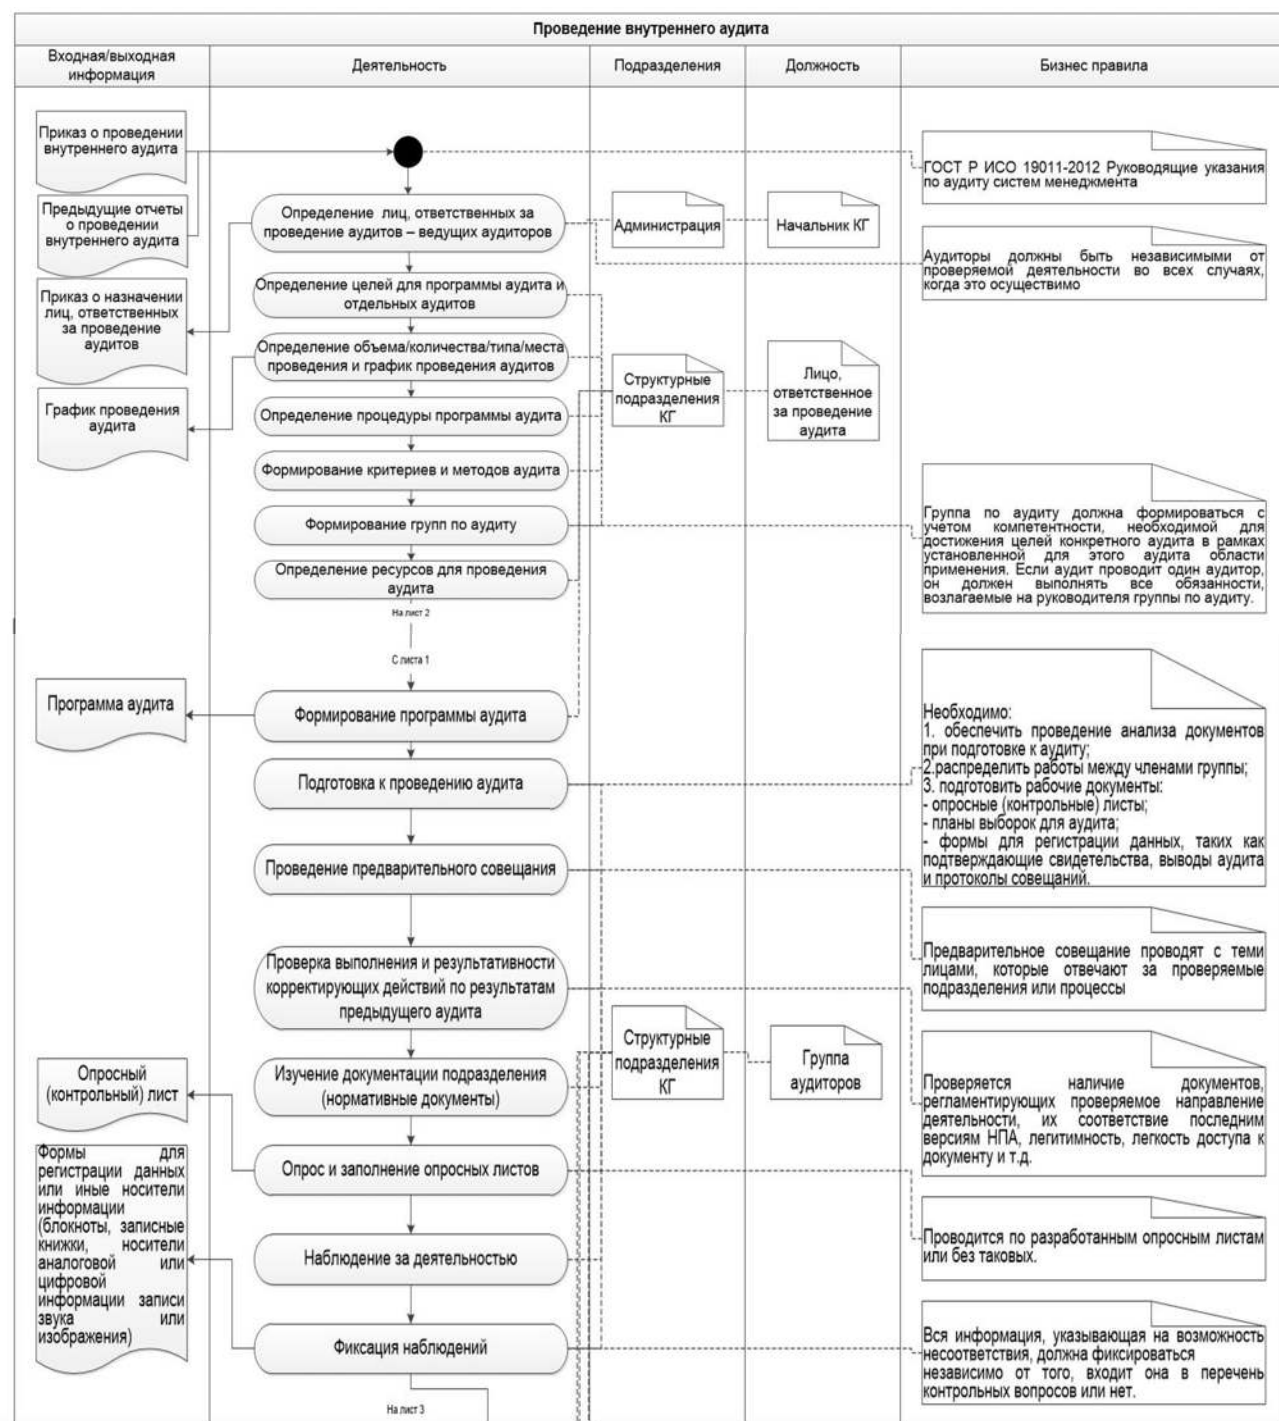 Проведение внутреннего аудита
Входная/выходная
информация
Деятельность
Подразделения
Должность
Бизнес правила
Приказ о проведении
внутреннего аудита
ГОСТ Р ИСО 19011-2012 Руководящие указания
по аудиту систем менеджмента
Предыдущие отчеты
о проведении
внутреннего аудита
Определение лиц, ответственных за
проведение аудитов – ведущих аудиторов
Администрация
Начальник КГ
Аудиторы должны быть независимыми от
проверяемой деятельности во всех случаях,
когда это осуществимо
Приказ о назначении
лиц, ответственных
за проведение
аудитов
Определение целей для программы аудита и
отдельных аудитов
Определение объема/количества/типа/места
проведения и график проведения аудитов
Структурные
подразделения
КГ
Лицо,
ответственное
за проведение
аудита
График проведения
аудита
Определение процедуры программы аудита
Формирование критериев и методов аудита
Формирование групп по аудиту
Группа по аудиту должна формироваться с
учетом компетентности, необходимой для
достижения целей конкретного аудита в рамках
установленной для этого аудита области
применения. Если аудит проводит один аудитор,
он должен выполнять все обязанности,
возлагаемые на руководителя группы по аудиту.
Определение ресурсов для проведения
аудита
На лист 2
С листа 1
Программа аудита
Формирование программы аудита
Необходимо:
1. обеспечить проведение анализа документов
при подготовке к аудиту;
2.распределить работы между членами группы;
3. подготовить рабочие документы:
- опросные (контрольные) листы;
- планы выборок для аудита;
- формы для регистрации данных, таких как
подтверждающие свидетельства, выводы аудита
и протоколы совещаний.
Подготовка к проведению аудита
Проведение предварительного совещания
Предварительное совещание проводят с теми
лицами, которые отвечают за проверяемые
подразделения или процессы
Проверка выполнения и результативности
корректирующих действий по результатам
предыдущего аудита
Структурные
подразделения
КГ
Группа
аудиторов
Проверяется наличие документов,
регламентирующих проверяемое направление
деятельности, их соответствие последним
версиям НПА, легитимность, легкость доступа к
документу и т.д.
Опросный
(контрольный) лист
Изучение документации подразделения
(нормативные документы)
Формы для
регистрации данных
или иные носители
информации
(блокноты, записные
книжки, носители
аналоговой или
цифровой
информации записи
звука или
изображения)
Опрос и заполнение опросных листов
Проводится по разработанным опросным листам
или без таковых.
Наблюдение за деятельностью
Фиксация наблюдений
Вся информация, указывающая на возможность
несоответствия, должна фиксироваться
независимо от того, входит она в перечень
контрольных вопросов или нет.
На лист 3